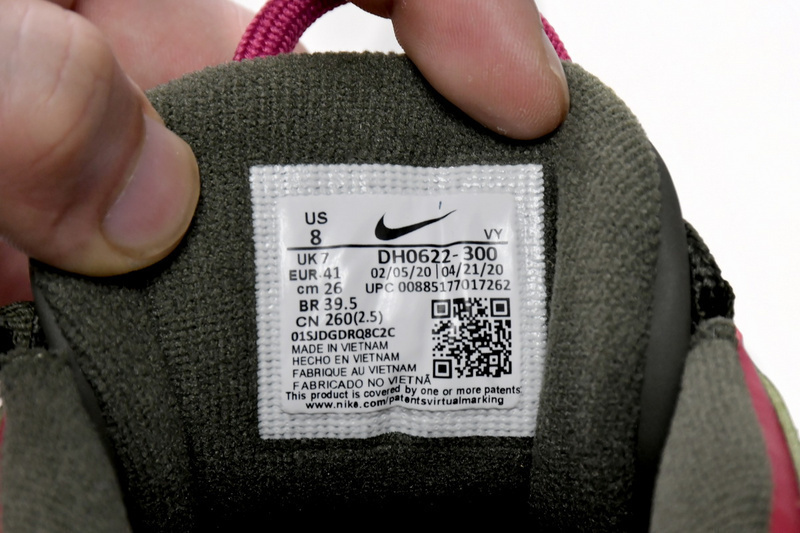 US
8
VY
UK 7
DH0622-300
EUR 41
02/05/20 | 04/21/20
cm 26
UPC 00885177017262
BR 39.5
CN 260(2.5)
01SJDGDRQ8C2C
MADE IN VIETNAM
HECHO EN VIETNAM
FABRIQUE AU VIETNAM
FABRICADO NO VIETNÃ
This product is covered by one or more patents
www.nike.com/patentsvirtualmarking